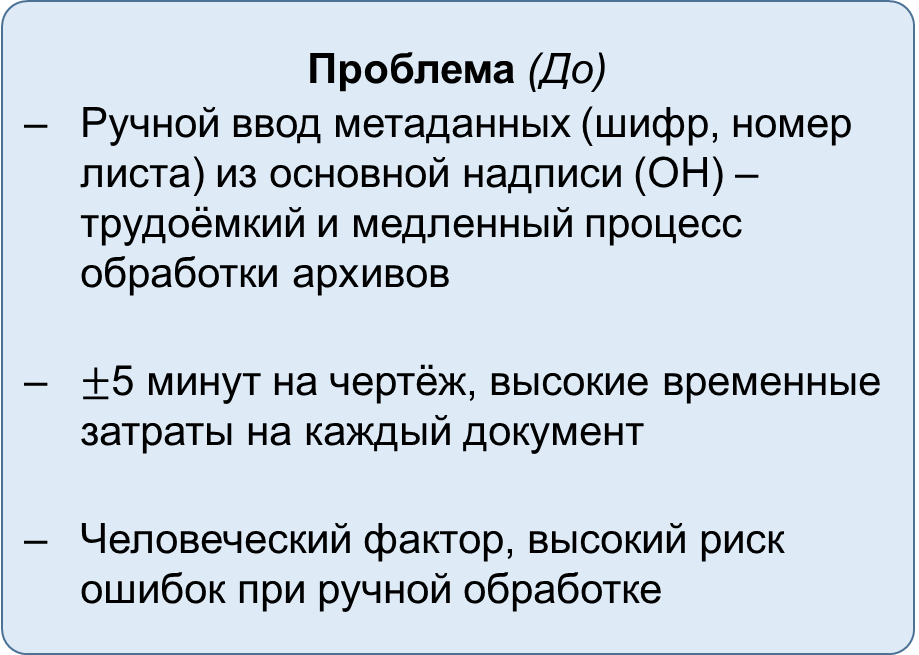 Проблема (До)
– Ручной ввод метаданных (шифр, номер
листа) из основной надписи (ОН) –
трудоёмкий и медленный процесс
обработки архивов
– ±5 минут на чертёж, высокие временные
затраты на каждый документ
– Человеческий фактор, высокий риск
ошибок при ручной обработке